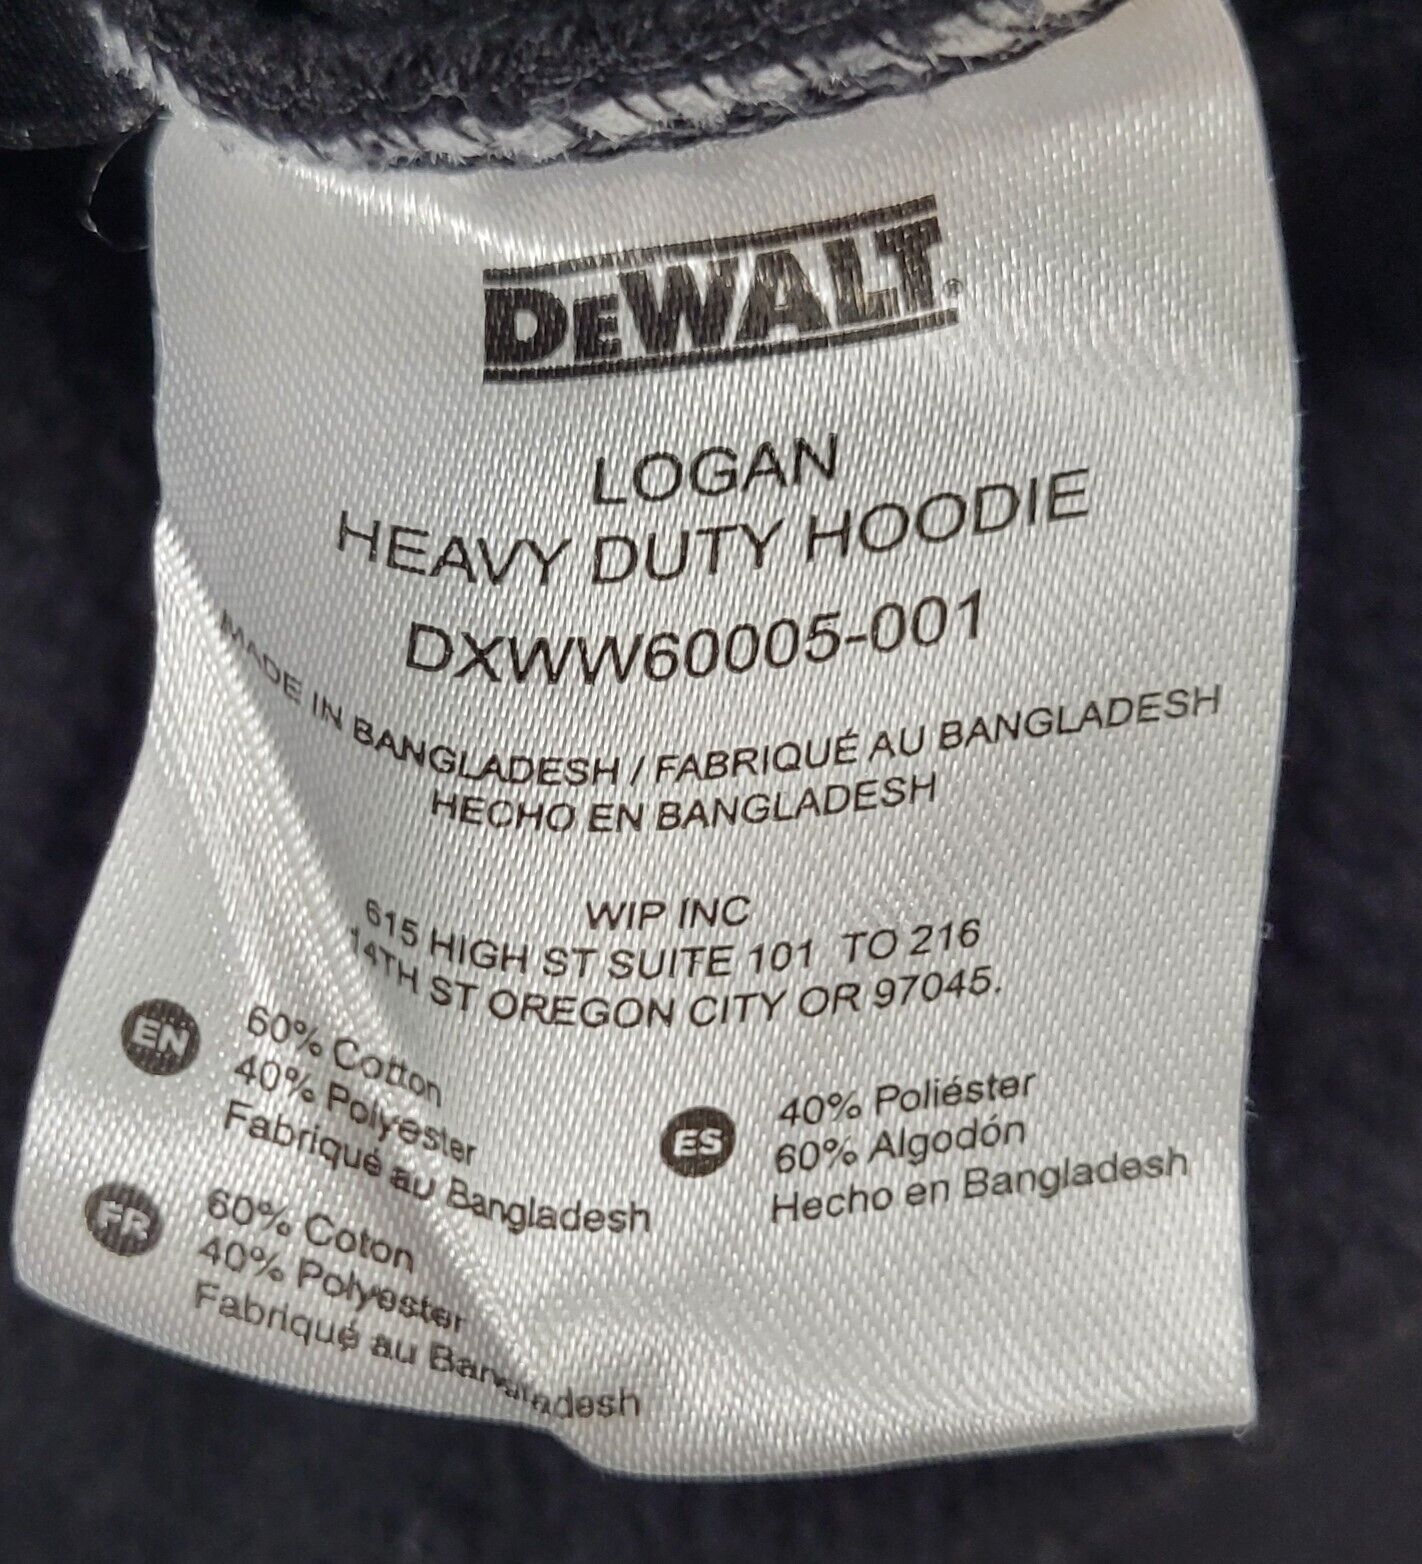 DEWALT®
LOGAN
HEAVY DUTY HOODIE
DXWW60005-001
MADE IN BANGLADESH / FABRIQUÉ AU BANGLADESH
HECHO EN BANGLADESH
WIP INC
615 HIGH ST SUITE 101 TO 216
14TH ST OREGON CITY OR 97045.
EN
60% Cotton
40% Polyester
Fabriqué au Bangladesh
ES
40% Poliéster
60% Algodón
Hecho en Bangladesh
FR
60% Coton
40% Polyester
Fabriqué au Bangladesh